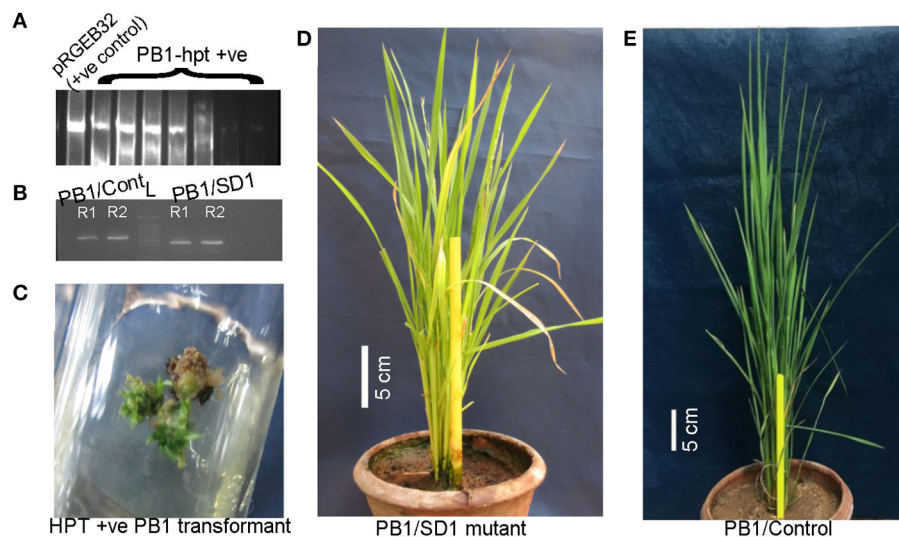 A
pRGEB32
(+ve control)
PB1-hpt +ve
B
PB1/Cont L PB1/SD1
R1 R2 R1 R2
C
HPT +ve PB1 transformant
D
5 cm
PB1/SD1 mutant
E
5 cm
PB1/Control